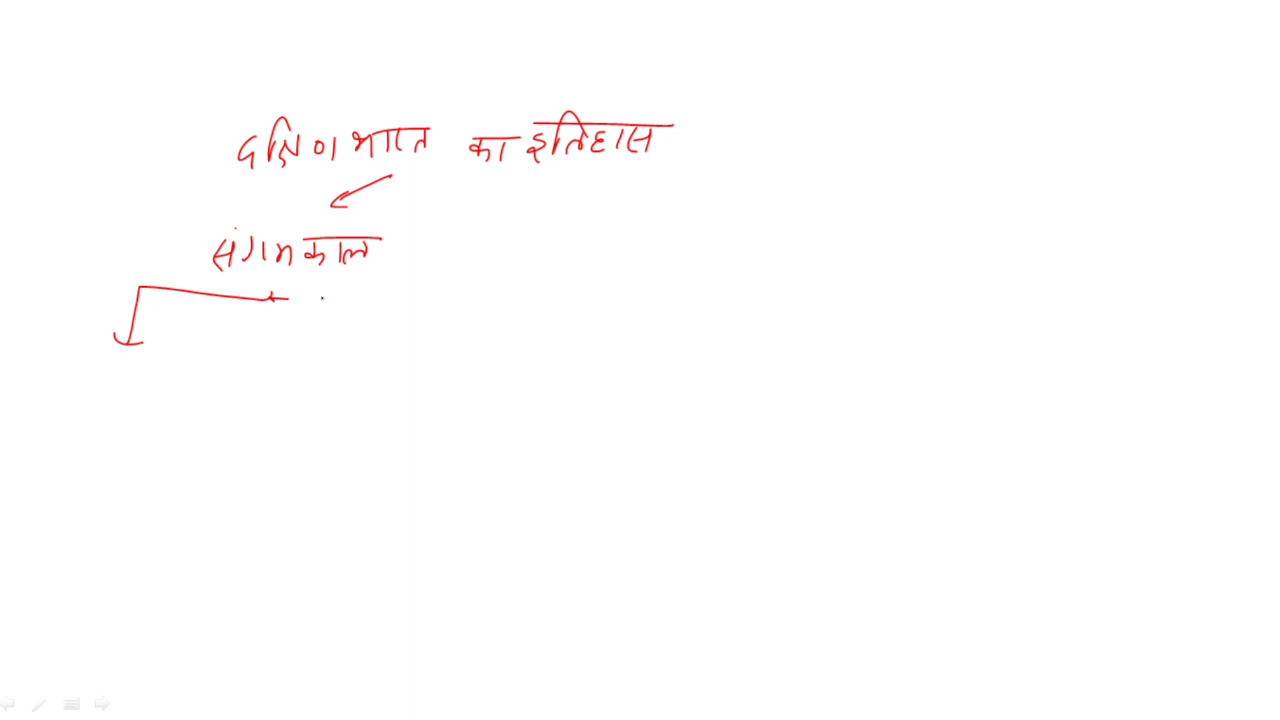 दक्षिण भारत का इतिहास
संगम काल